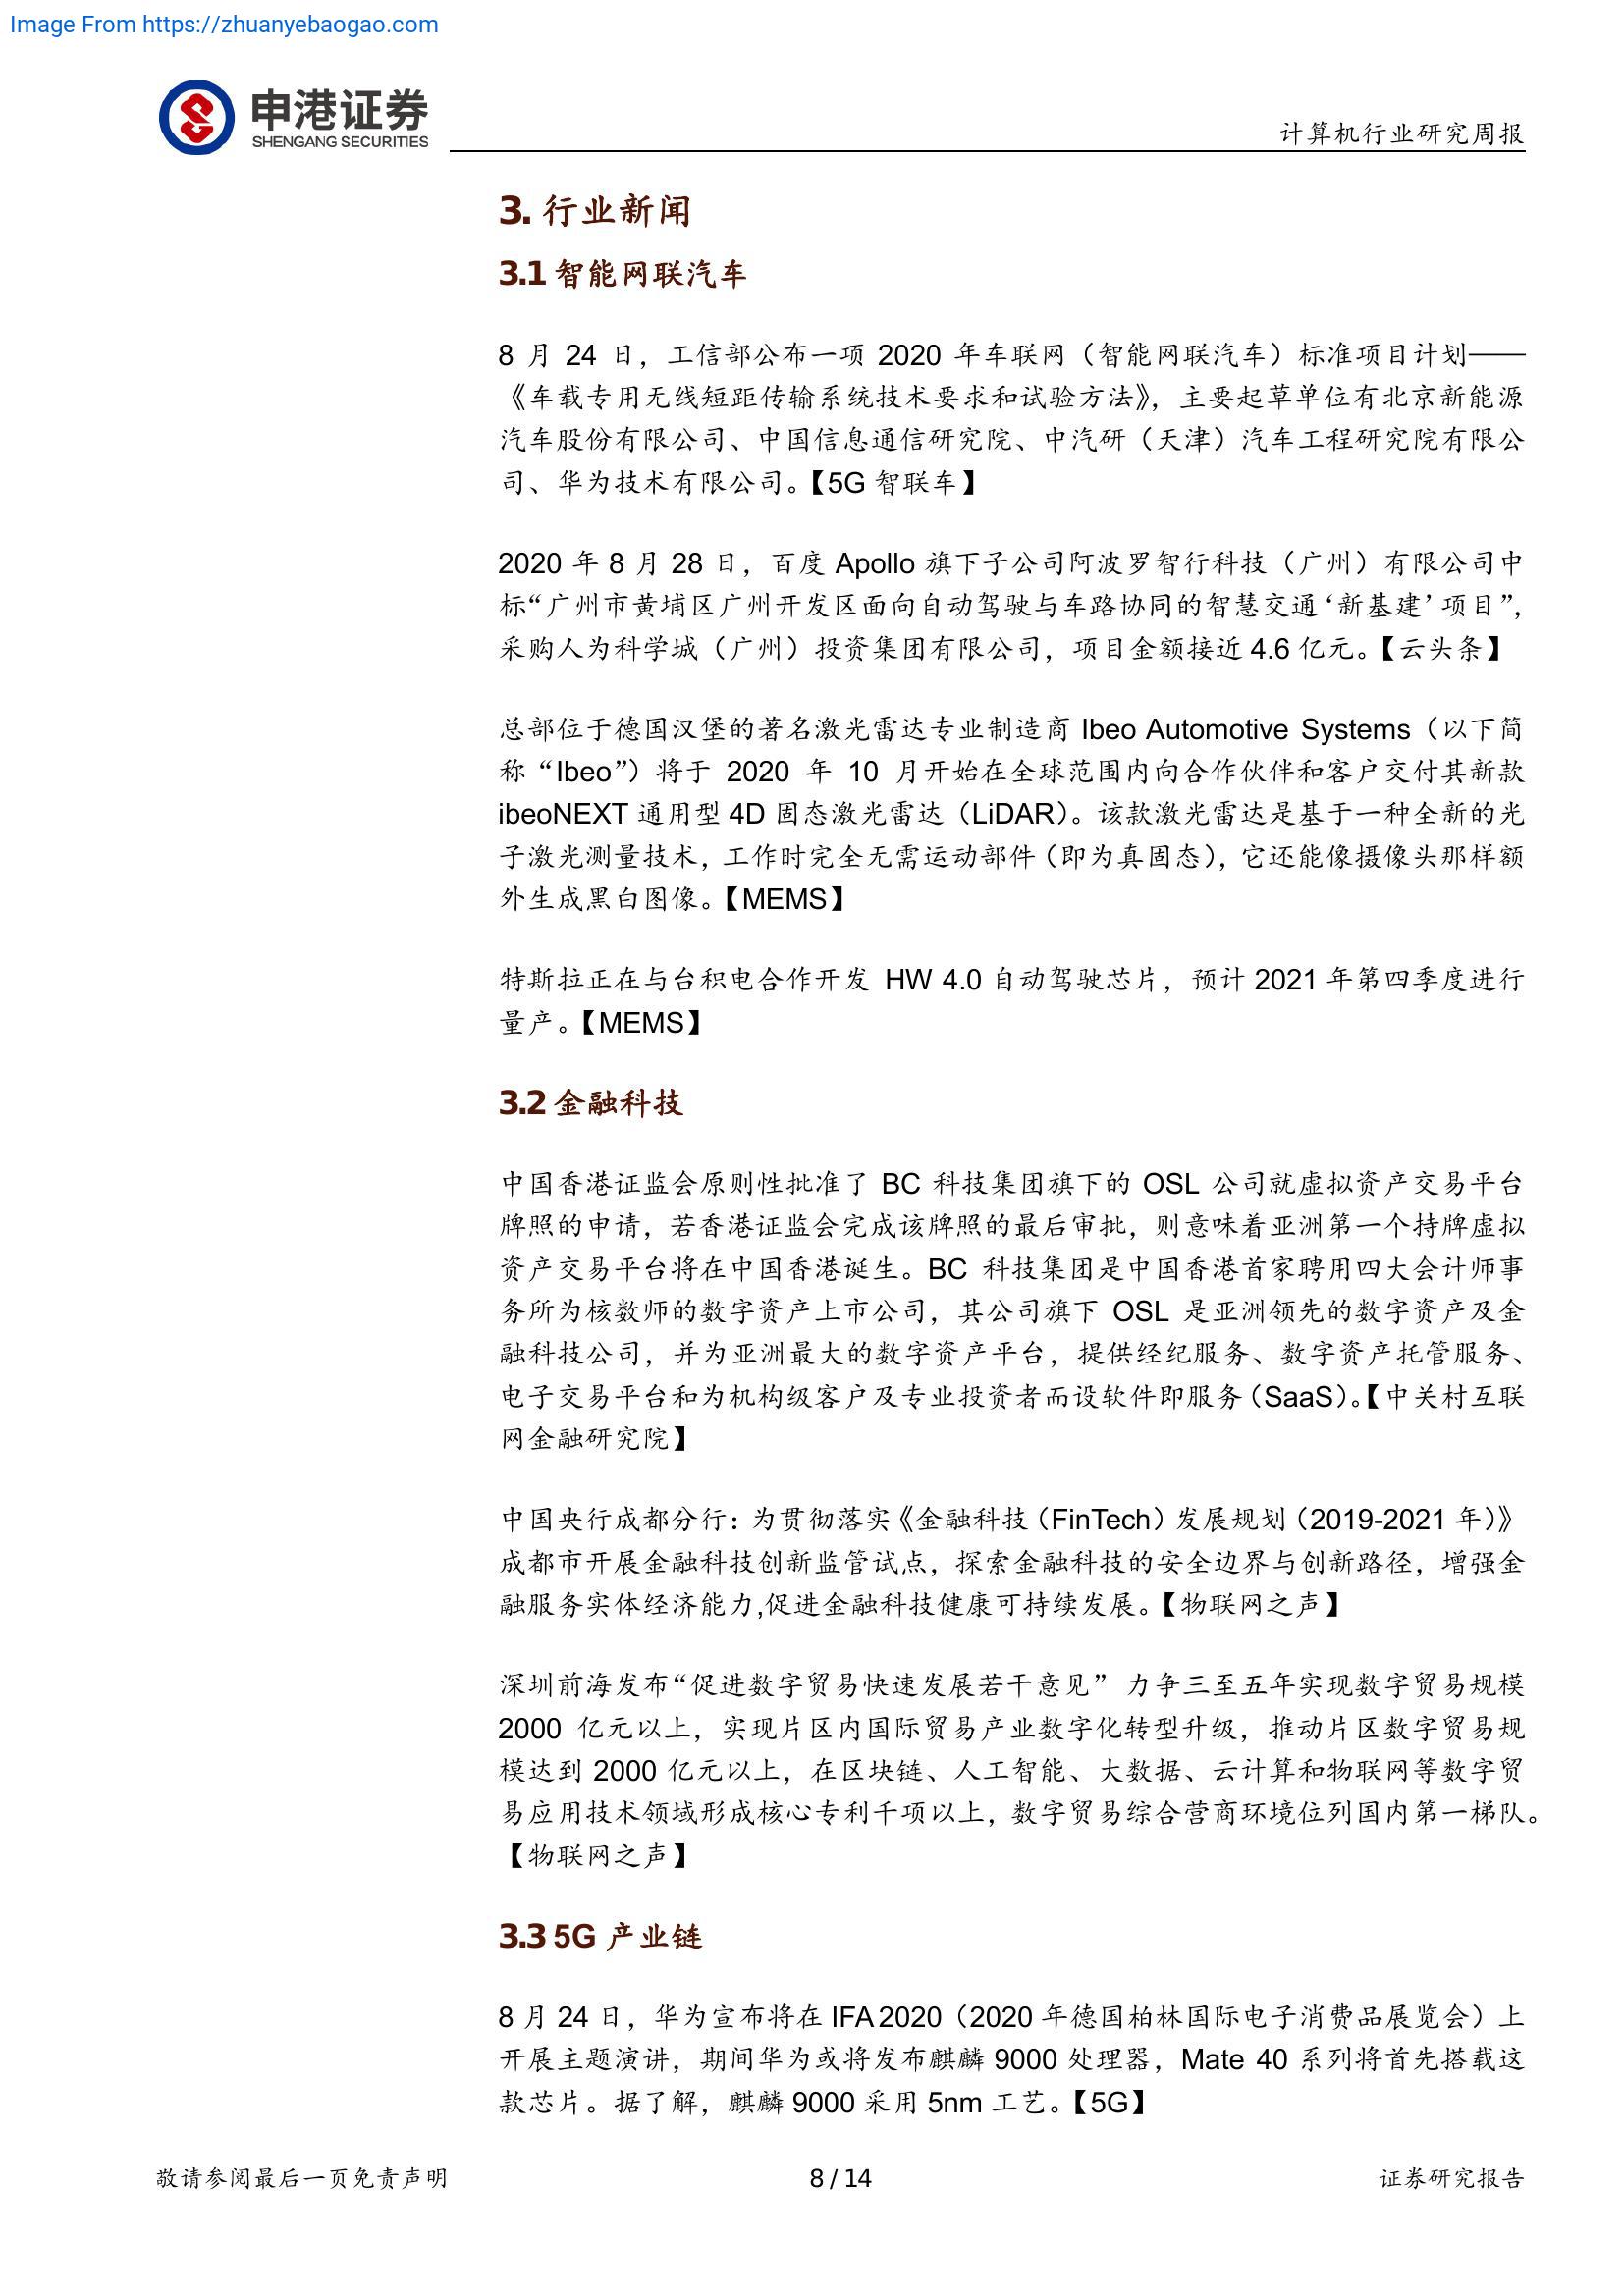 Image From https://zhuanyebaogao.com
申港证券
SHENGANG SECURITIES
计算机行业研究周报
3. 行业新闻
3.1 智能网联汽车
8 月 24 日，工信部公布一项 2020 年车联网（智能网联汽车）标准项目计划——
《车载专用无线短距传输系统技术要求和试验方法》，主要起草单位有北京新能源
汽车股份有限公司、中国信息通信研究院、中汽研（天津）汽车工程研究院有限公
司、华为技术有限公司。【5G 智联车】
2020 年 8 月 28 日，百度 Apollo 旗下子公司阿波罗智行科技（广州）有限公司中
标“广州市黄埔区广州开发区面向自动驾驶与车路协同的智慧交通‘新基建’项目”，
采购人为科学城（广州）投资集团有限公司，项目金额接近 4.6 亿元。【云头条】
总部位于德国汉堡的著名激光雷达专业制造商 Ibeo Automotive Systems（以下简
称“Ibeo”）将于 2020 年 10 月开始在全球范围内向合作伙伴和客户交付其新款
ibeoNEXT 通用型 4D 固态激光雷达（LiDAR）。该款激光雷达是基于一种全新的光
子激光测量技术，工作时完全无需运动部件（即为真固态），它还能像摄像头那样额
外生成黑白图像。【MEMS】
特斯拉正在与台积电合作开发 HW 4.0 自动驾驶芯片，预计 2021 年第四季度进行
量产。【MEMS】
3.2 金融科技
中国香港证监会原则性批准了 BC 科技集团旗下的 OSL 公司就虚拟资产交易平台
牌照的申请，若香港证监会完成该牌照的最后审批，则意味着亚洲第一个持牌虚拟
资产交易平台将在中国香港诞生。BC 科技集团是中国香港首家聘用四大会计师事
务所为核数师的数字资产上市公司，其公司旗下 OSL 是亚洲领先的数字资产及金
融科技公司，并为亚洲最大的数字资产平台，提供经纪服务、数字资产托管服务、
电子交易平台和为机构级客户及专业投资者而设软件即服务（SaaS）。【中关村互联
网金融研究院】
中国央行成都分行：为贯彻落实《金融科技（FinTech）发展规划（2019-2021 年）》
成都市开展金融科技创新监管试点，探索金融科技的安全边界与创新路径，增强金
融服务实体经济能力,促进金融科技健康可持续发展。【物联网之声】
深圳前海发布“促进数字贸易快速发展若干意见” 力争三至五年实现数字贸易规模
2000 亿元以上，实现片区内国际贸易产业数字化转型升级，推动片区数字贸易规
模达到 2000 亿元以上，在区块链、人工智能、大数据、云计算和物联网等数字贸
易应用技术领域形成核心专利千项以上，数字贸易综合营商环境位列国内第一梯队。
【物联网之声】
3.3 5G 产业链
8 月 24 日，华为宣布将在 IFA 2020（2020 年德国柏林国际电子消费品展览会）上
开展主题演讲，期间华为或将发布麒麟 9000 处理器，Mate 40 系列将首先搭载这
款芯片。据了解，麒麟 9000 采用 5nm 工艺。【5G】
敬请参阅最后一页免责声明
8 / 14
证券研究报告